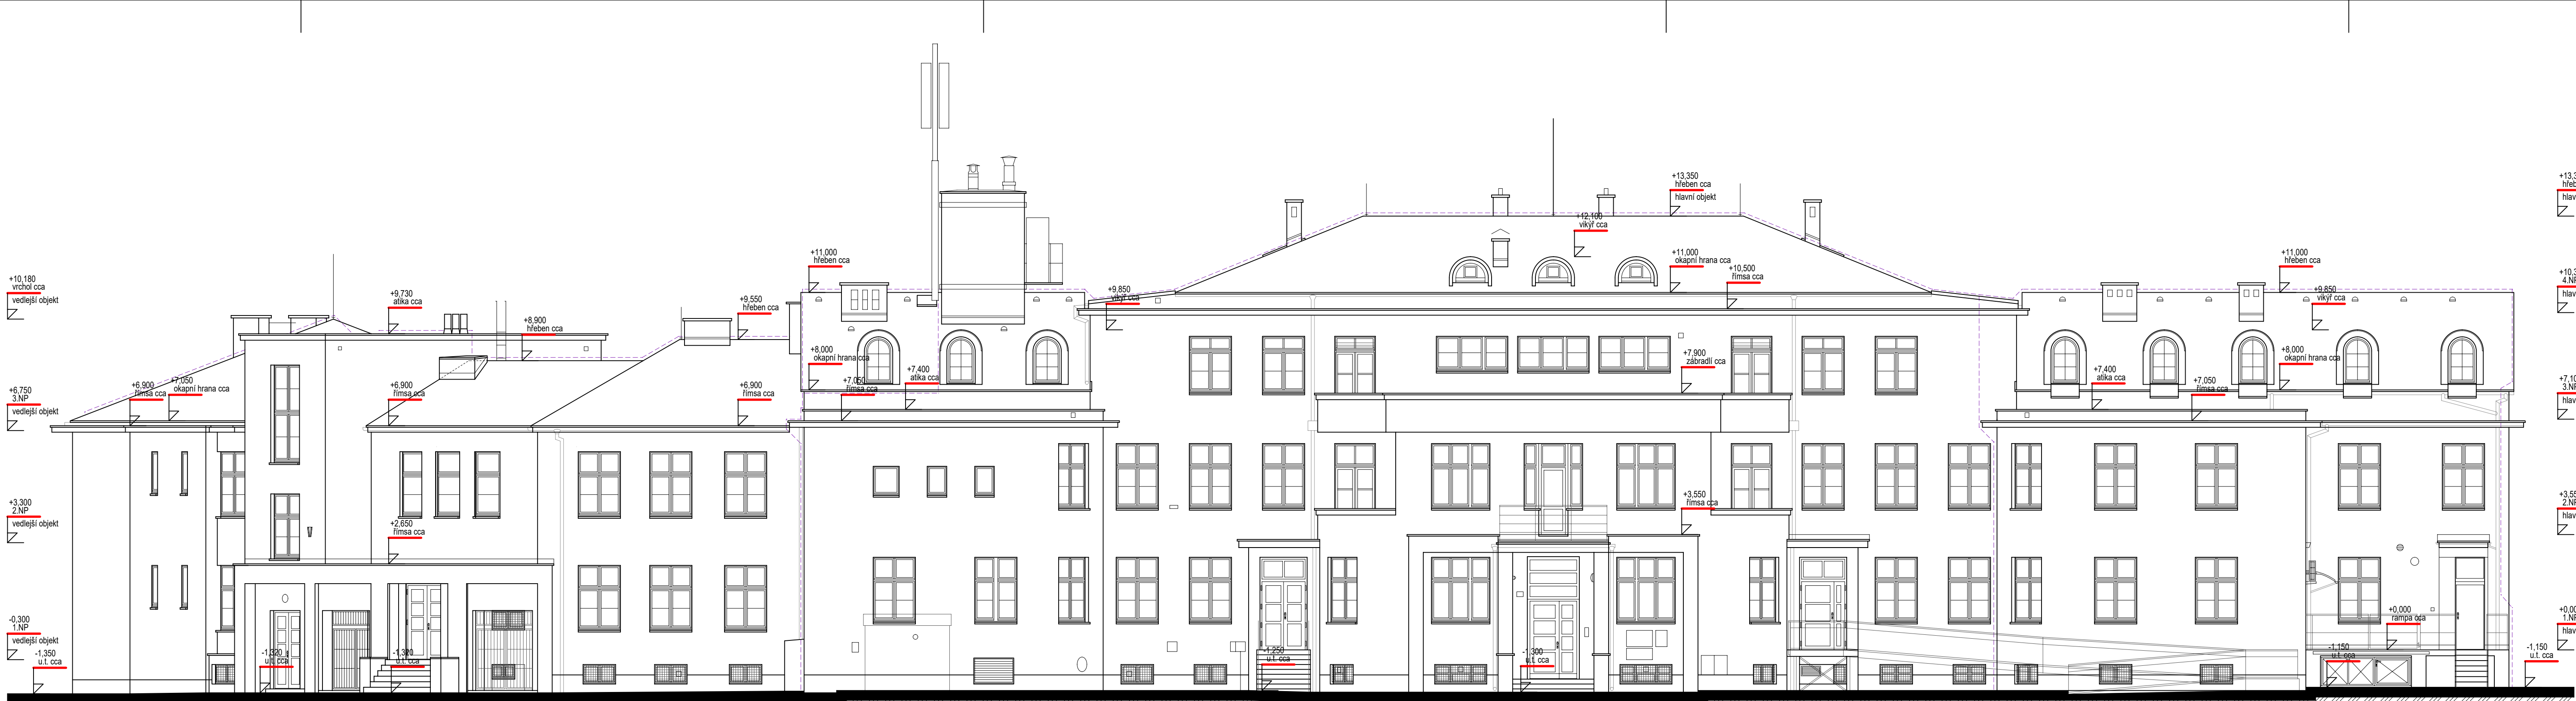 +10,180
vrchol cca
vedlejší objekt
+6,750
3.NP
vedlejší objekt
+3,300
2.NP
vedlejší objekt
-0,300
1.NP
vedlejší objekt
-1,350
u.t. cca
+6,900
římsa cca
+7,050
okapní hrana cca
-1,320
u.t. cca
+9,730
atika cca
+6,900
římsa cca
+2,650
římsa cca
-1,320
u.t. cca
+8,900
hřeben cca
+9,550
hřeben cca
+6,900
římsa cca
+11,000
hřeben cca
+8,000
okapní hrana cca
+7,050
římsa cca
+7,400
atika cca
+9,850
vikýř cca
-1,250
u.t. cca
-1,300
u.t. cca
+12,100
vikýř cca
+13,350
hřeben cca
hlavní objekt
+11,000
okapní hrana cca
+10,500
římsa cca
+7,900
zábradlí cca
+3,550
římsa cca
+7,400
atika cca
+7,050
římsa cca
+11,000
hřeben cca
+9,850
vikýř cca
+8,000
okapní hrana cca
+0,000
rampa cca
-1,150
u.t. cca
-1,150
u.t. cca
4.NP
2.NP
1.NP